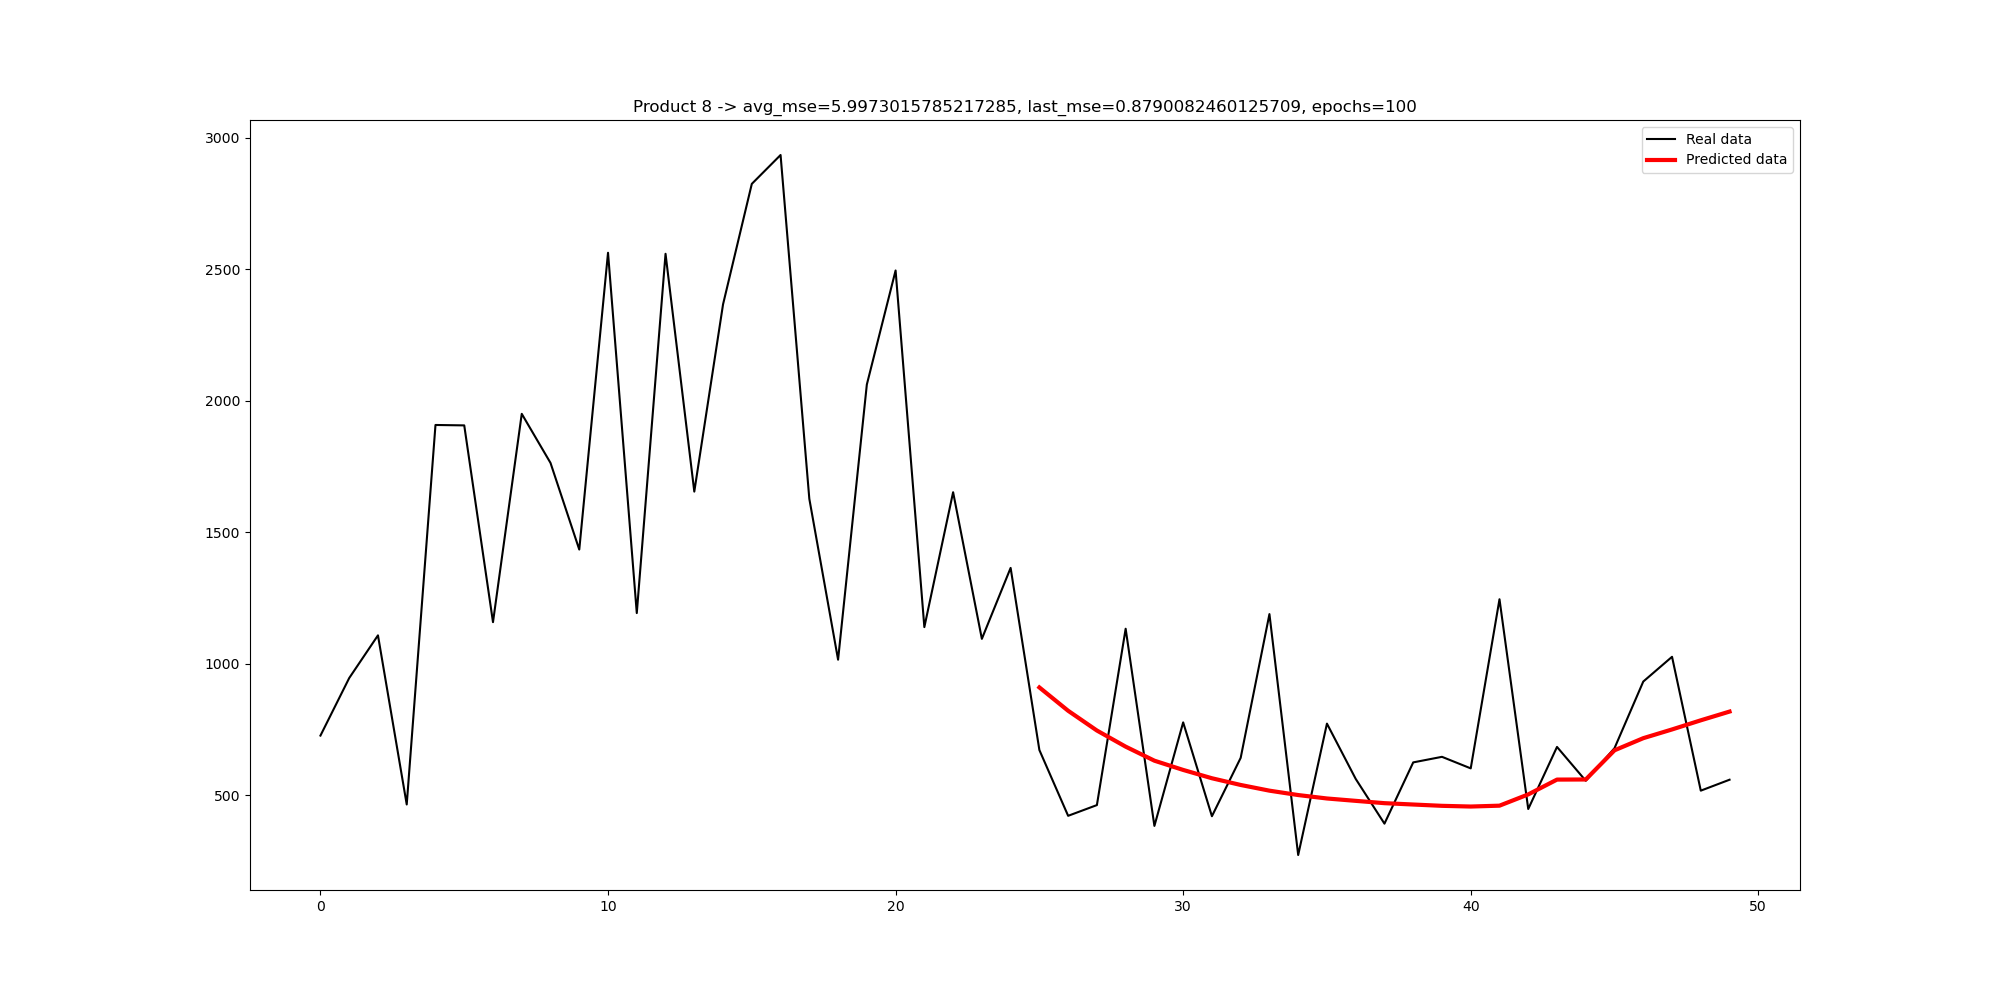 Product 8 -> avg_mse=5.9973015785217285, last_mse=0.8790082460125709, epochs=100
Real data
Predicted data
3000
2500
2000
1500
1000
500
0 10 20 30 40 50